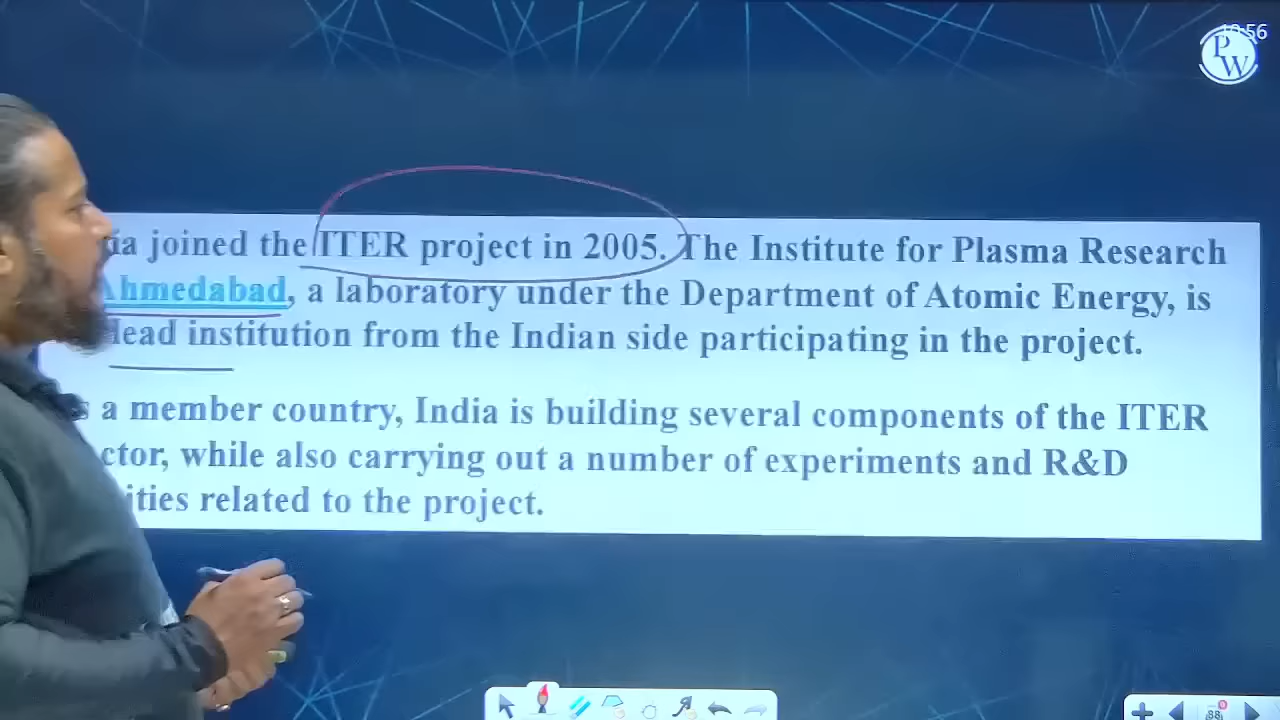 P W
ia joined the ITER project in 2005. The Institute for Plasma Research
Ahmedabad, a laboratory under the Department of Atomic Energy, is
lead institution from the Indian side participating in the project.
a member country, India is building several components of the ITER
ctor, while also carrying out a number of experiments and R&D
ities related to the project.